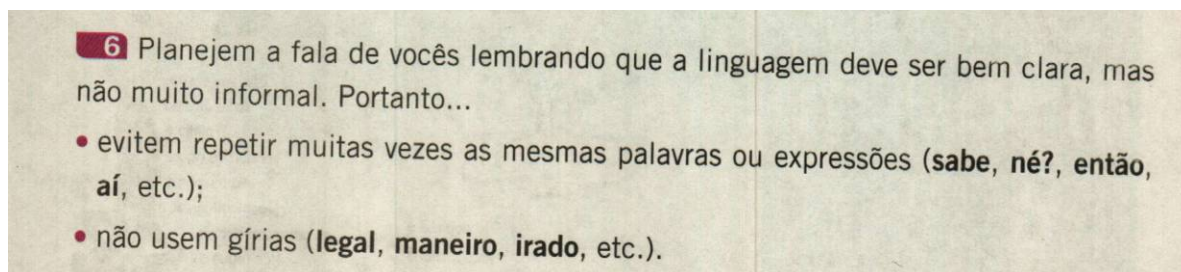 6 Planejem a fala de vocês lembrando que a linguagem deve ser bem clara, mas
não muito informal. Portanto...
• evitem repetir muitas vezes as mesmas palavras ou expressões (sabe, né?, então,
aí, etc.);
• não usem gírias (legal, maneiro, irado, etc.).